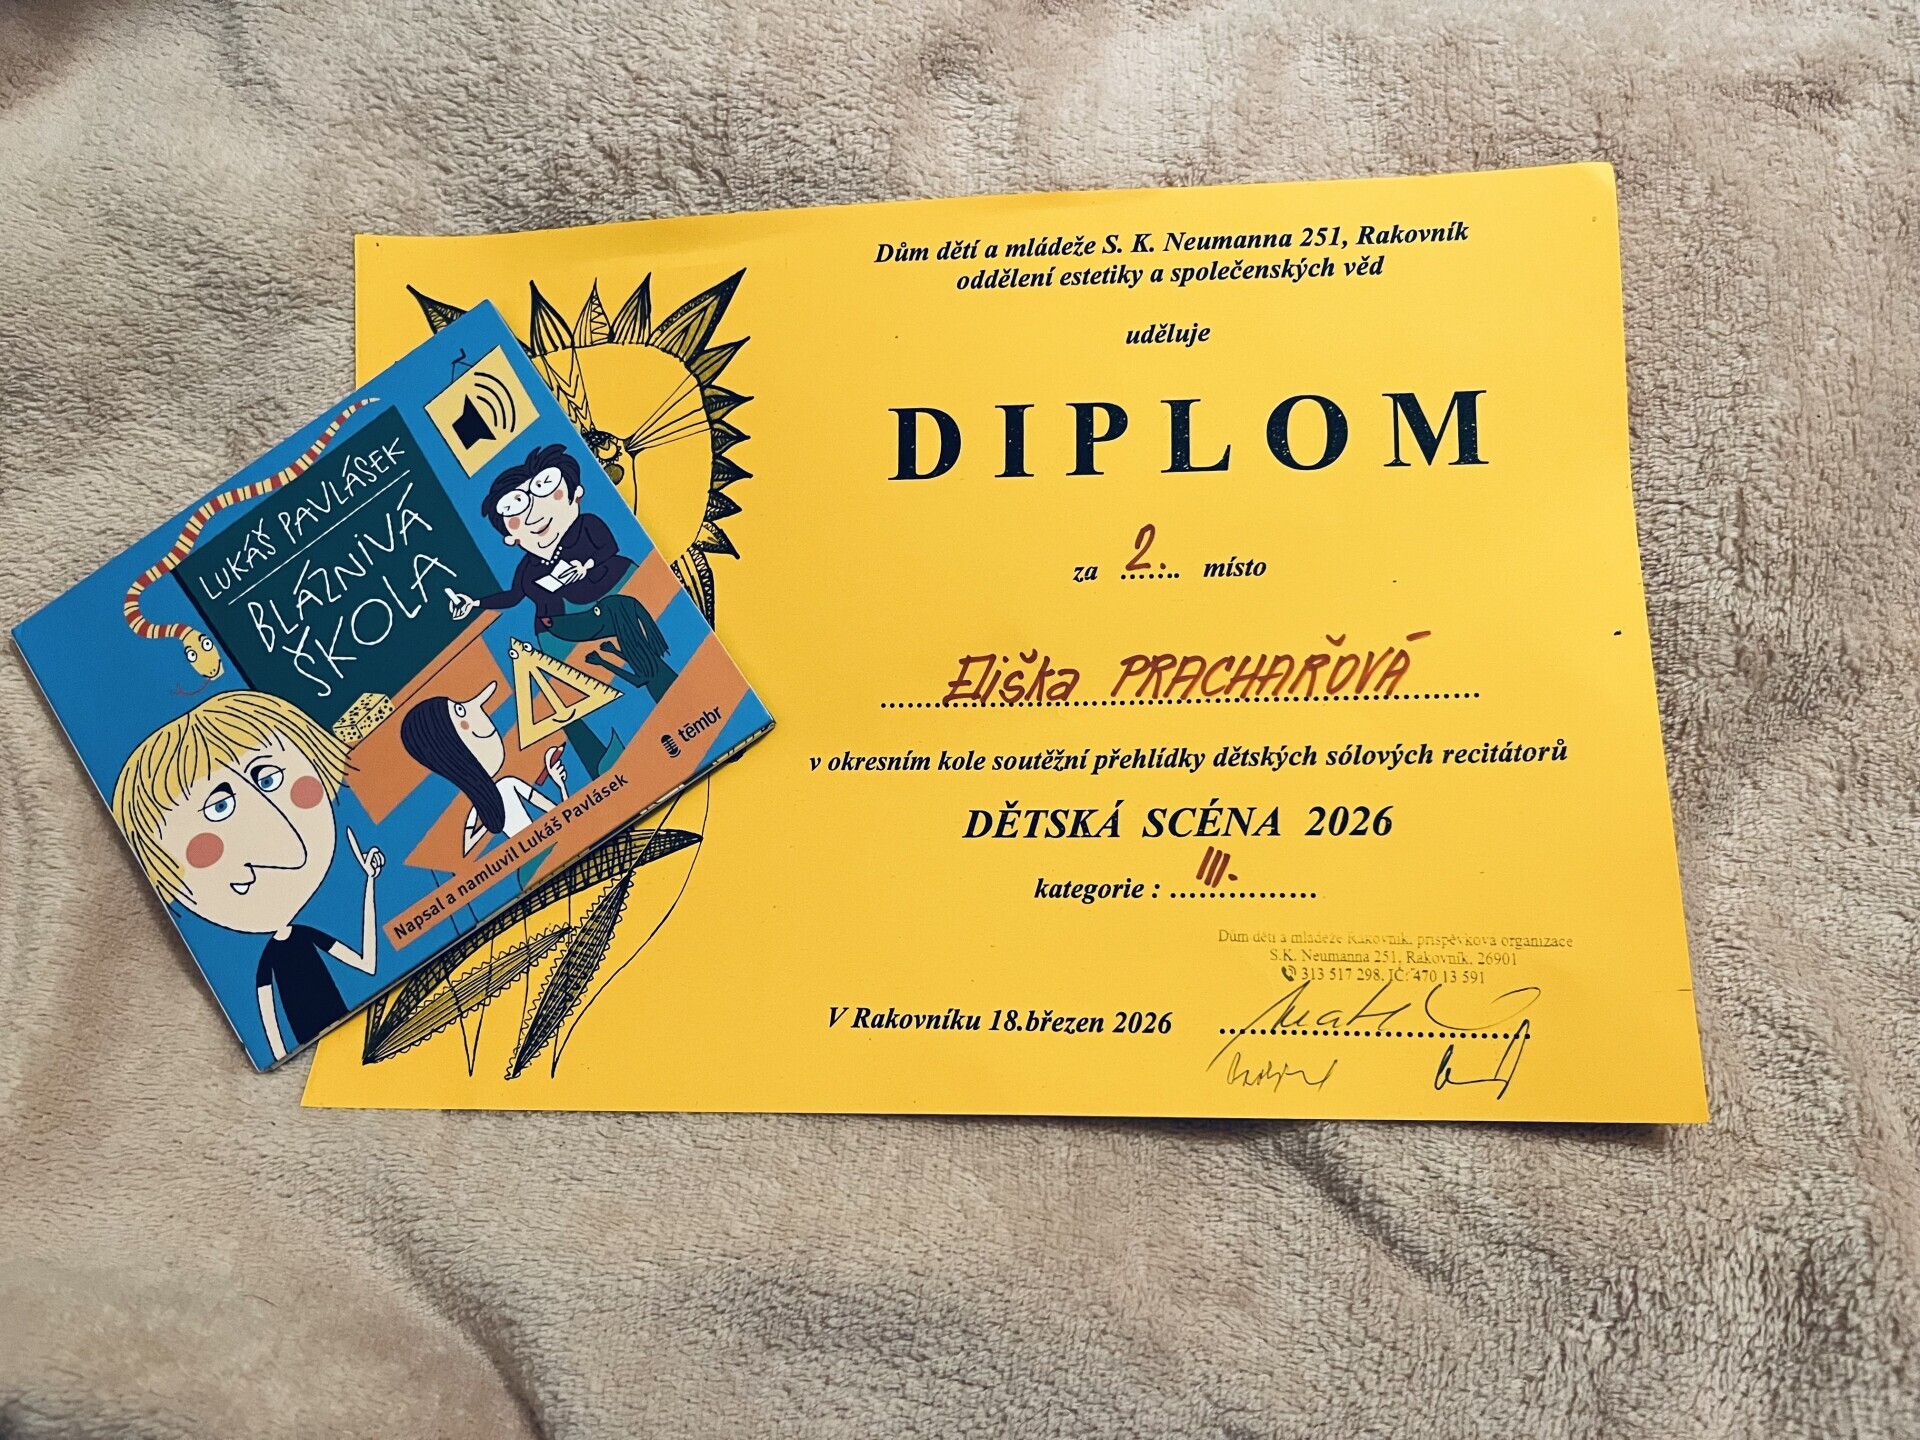 LUKÁŠ PAVLÁSEK
BLÁZNIVÁ
ŠKOLA
Napsal a namluvil Lukáš Pavlásek
témbr
Dům dětí a mládeže S. K. Neumanna 251, Rakovník
oddělení estetiky a společenských věd
uděluje
DIPLOM
za 2. místo
Eliška PRACHAŘOVÁ
v okresním kole soutěžní přehlídky dětských sólových recitátorů
DĚTSKÁ SCÉNA 2026
kategorie : III.
Dům dětí a mládeže Rakovník, příspěvková organizace
S.K. Neumanna 251, Rakovník, 26901
313 517 298, IČ: 470 13 591
V Rakovníku 18.březen 2026